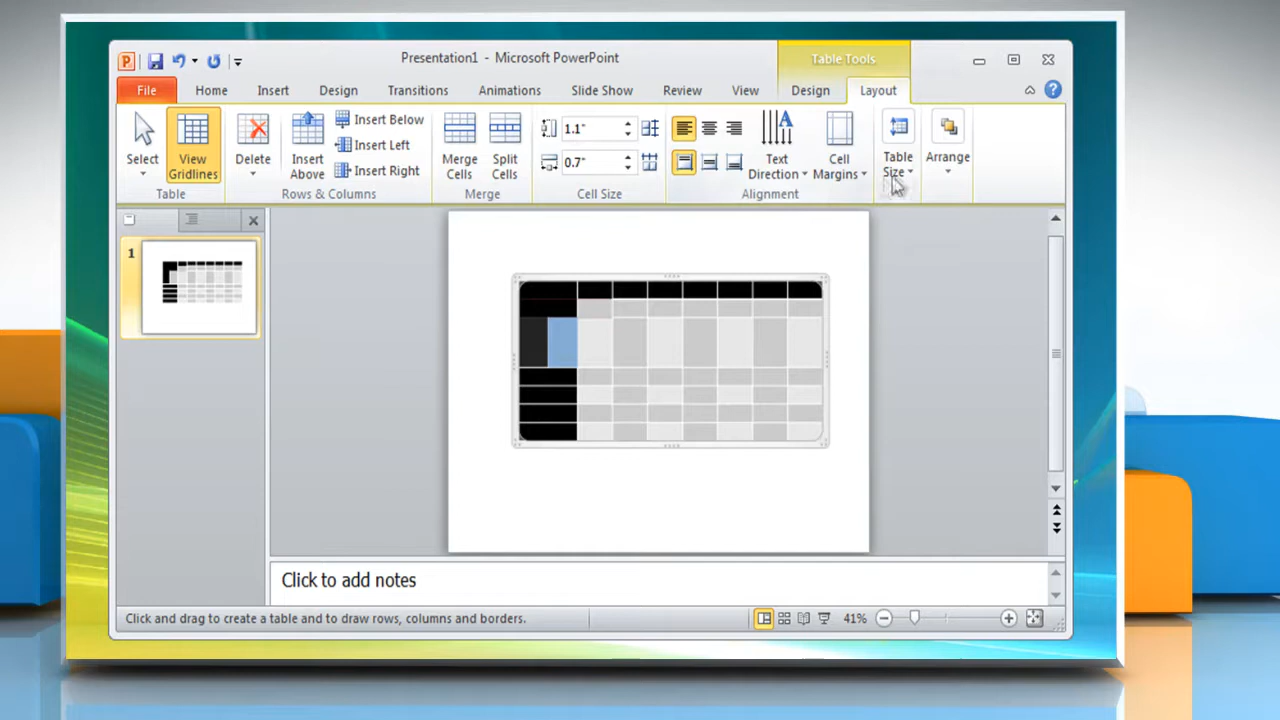 Presentation1 - Microsoft PowerPoint
Table Tools
File Home Insert Design Transitions Animations Slide Show Review View Design Layout
Select
View Gridlines
Table
Delete
Insert Above
Insert Below
Insert Left
Insert Right
Rows & Columns
Merge Cells
Split Cells
Merge
1.1"
0.7"
Cell Size
Text Direction
Cell Margins
Alignment
Table Size
Arrange
1
Click to add notes
Click and drag to create a table and to draw rows, columns and borders.
41%